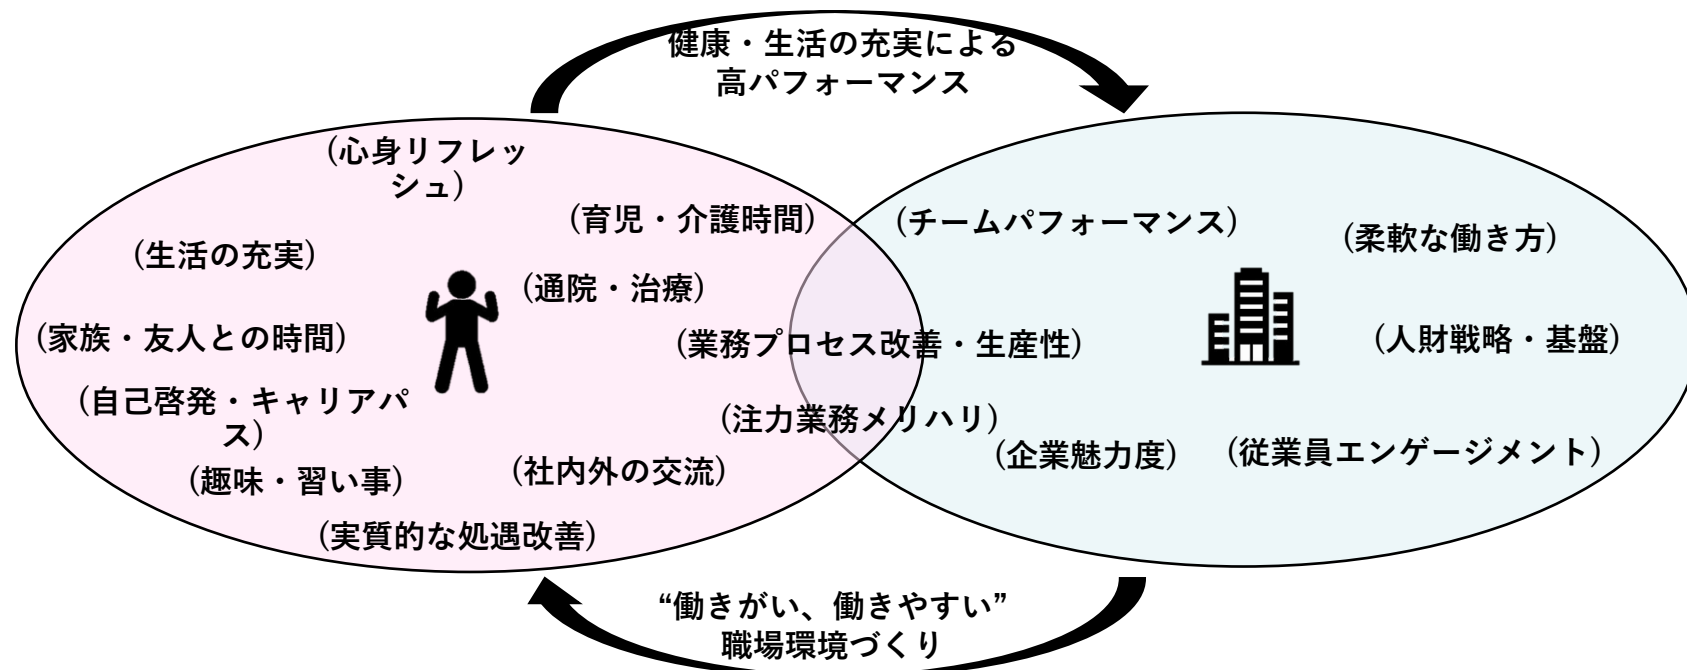 健康・生活の充実による
高パフォーマンス
(心身リフレッ
シュ)
(育児・介護時間)
(チームパフォーマンス)
(柔軟な働き方)
(生活の充実)
(通院・治療)
(家族・友人との時間)
(業務プロセス改善・生産性)
(人財戦略・基盤)
(自己啓発・キャリアパ
ス)
(注力業務メリハリ)
(企業魅力度)
(従業員エンゲージメント)
(趣味・習い事)
(社内外の交流)
(実質的な処遇改善)
“働きがい、働きやすい”
職場環境づくり